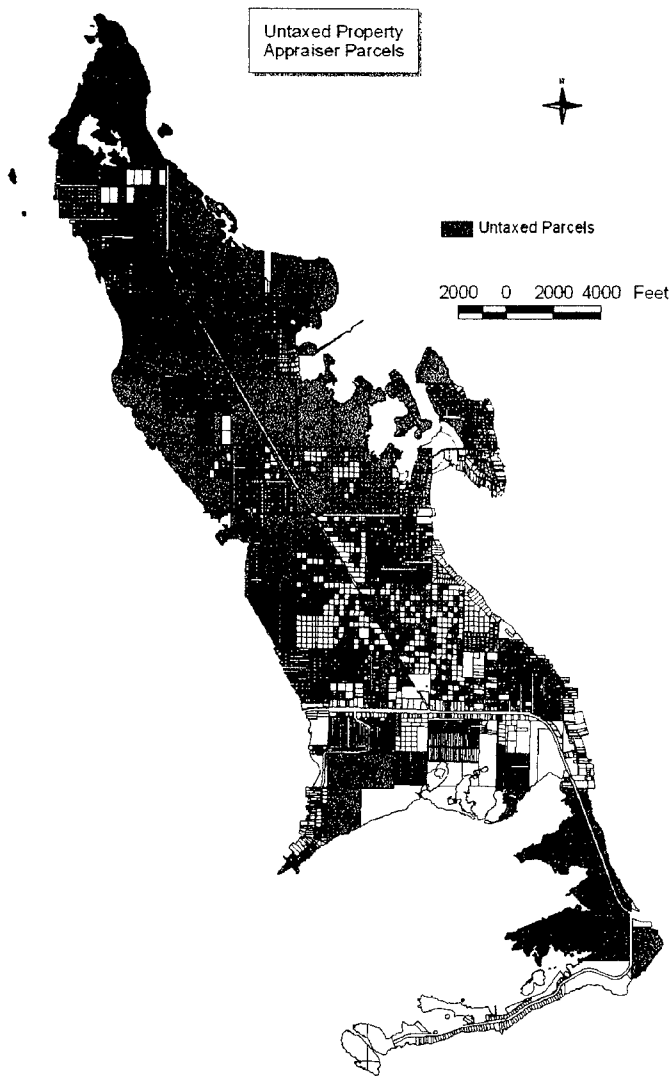 Untaxed Property
Appraiser Parcels
N
Untaxed Parcels
2000 0 2000 4000 Feet